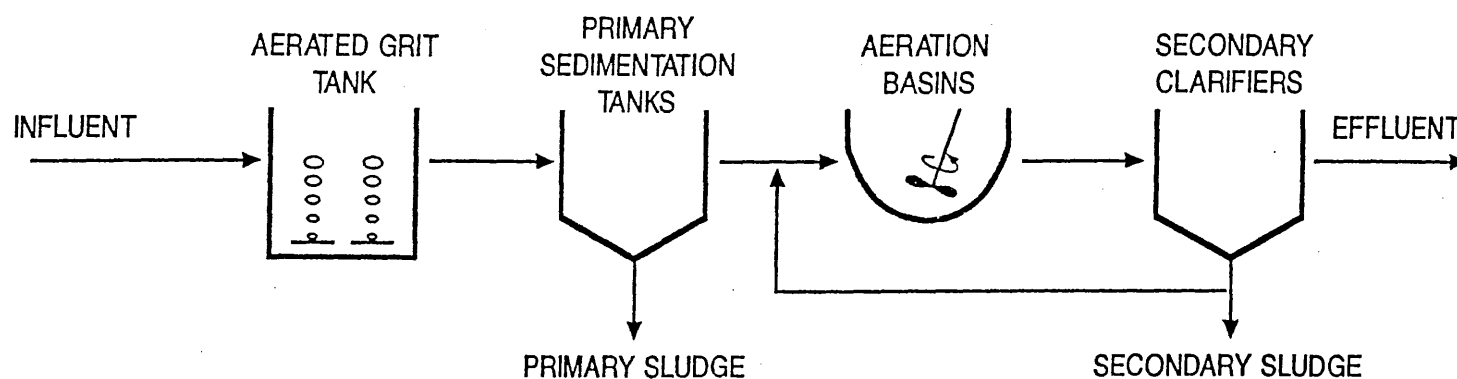 INFLUENT
AERATED GRIT
TANK
PRIMARY
SEDIMENTATION
TANKS
AERATION
BASINS
SECONDARY
CLARIFIERS
EFFLUENT
PRIMARY SLUDGE
SECONDARY SLUDGE